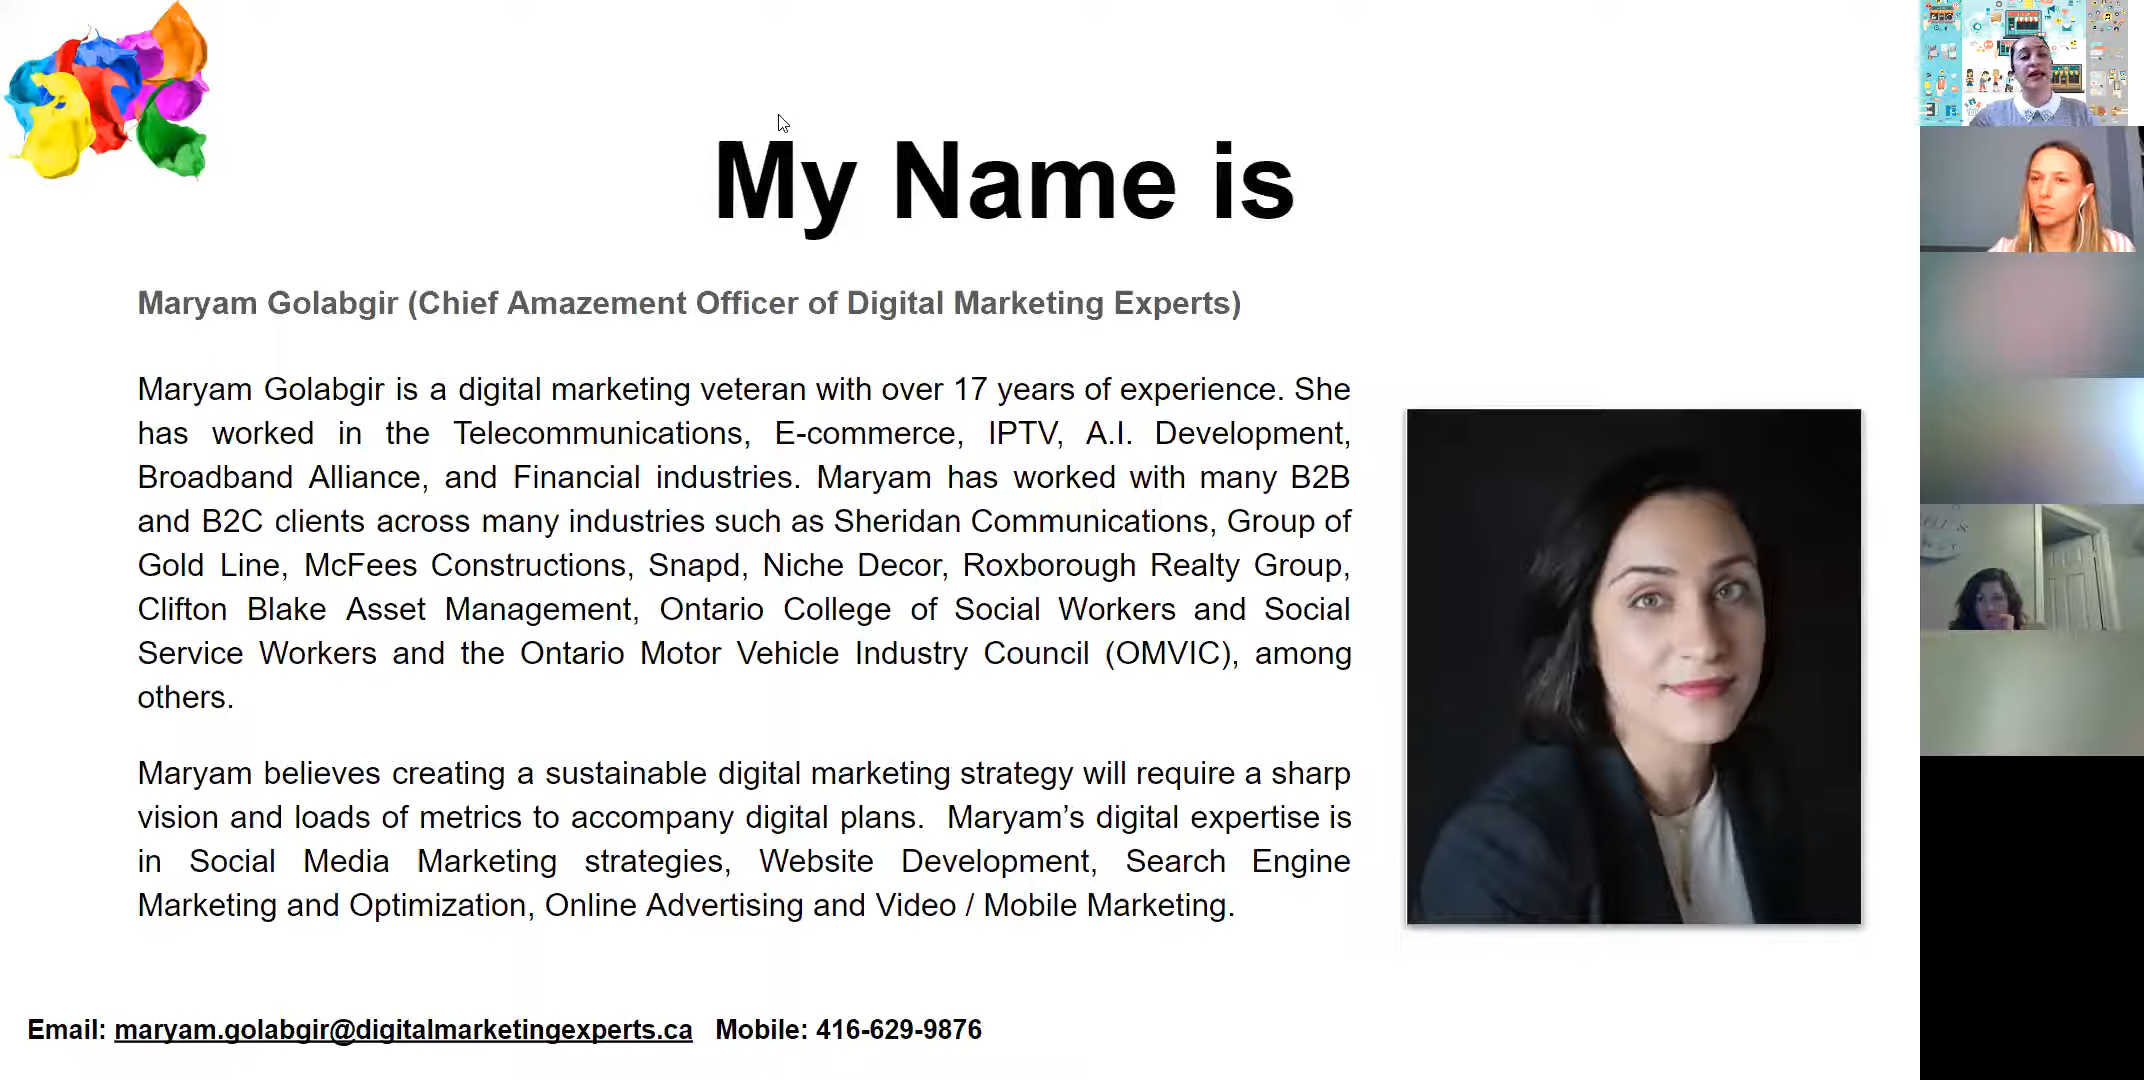 My Name is
Maryam Golabgir (Chief Amazement Officer of Digital Marketing Experts)
Maryam Golabgir is a digital marketing veteran with over 17 years of experience. She
has worked in the Telecommunications, E-commerce, IPTV, A.I. Development,
Broadband Alliance, and Financial industries. Maryam has worked with many B2B
and B2C clients across many industries such as Sheridan Communications, Group of
Gold Line, McFees Constructions, Snapd, Niche Decor, Roxborough Realty Group,
Clifton Blake Asset Management, Ontario College of Social Workers and Social
Service Workers and the Ontario Motor Vehicle Industry Council (OMVIC), among
others.
Maryam believes creating a sustainable digital marketing strategy will require a sharp
vision and loads of metrics to accompany digital plans.  Maryam’s digital expertise is
in Social Media Marketing strategies, Website Development, Search Engine
Marketing and Optimization, Online Advertising and Video / Mobile Marketing.
Email: maryam.golabgir@digitalmarketingexperts.ca   Mobile: 416-629-9876